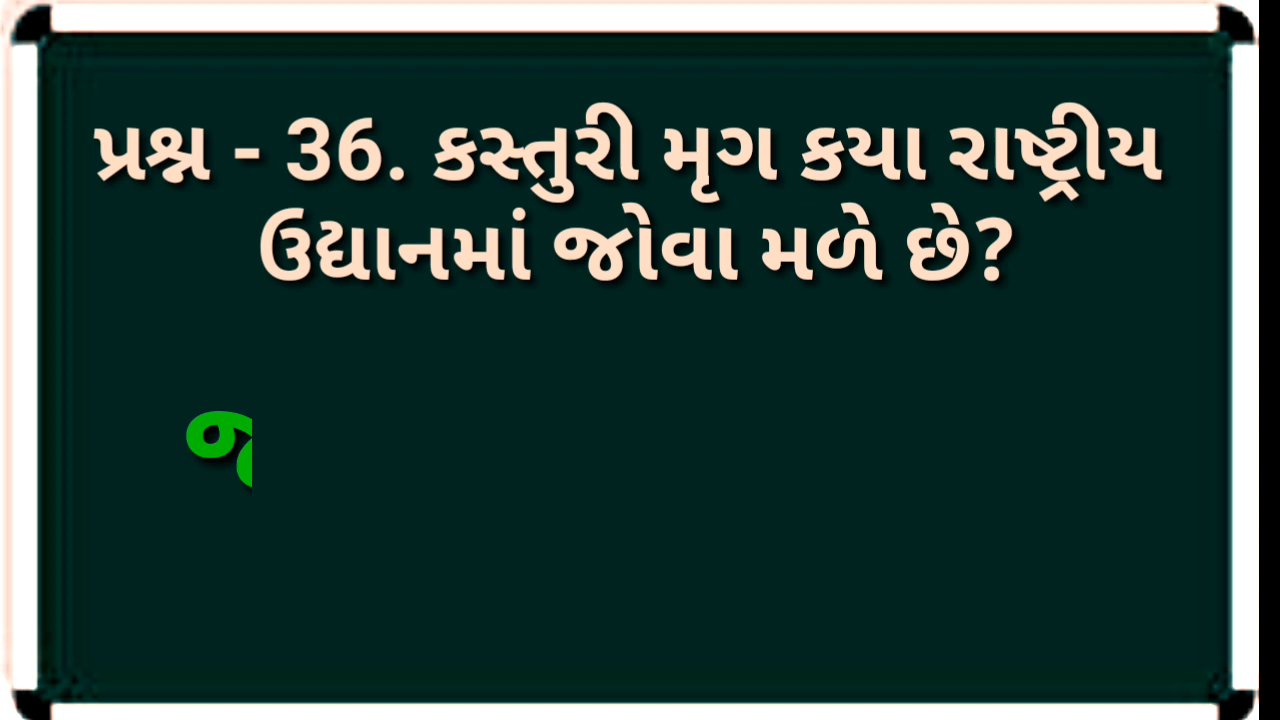 પ્રશ્ન - 36. કસ્તુરી મૃગ કયા રાષ્ટ્રીય
ઉદ્યાનમાં જોવા મળે છે?